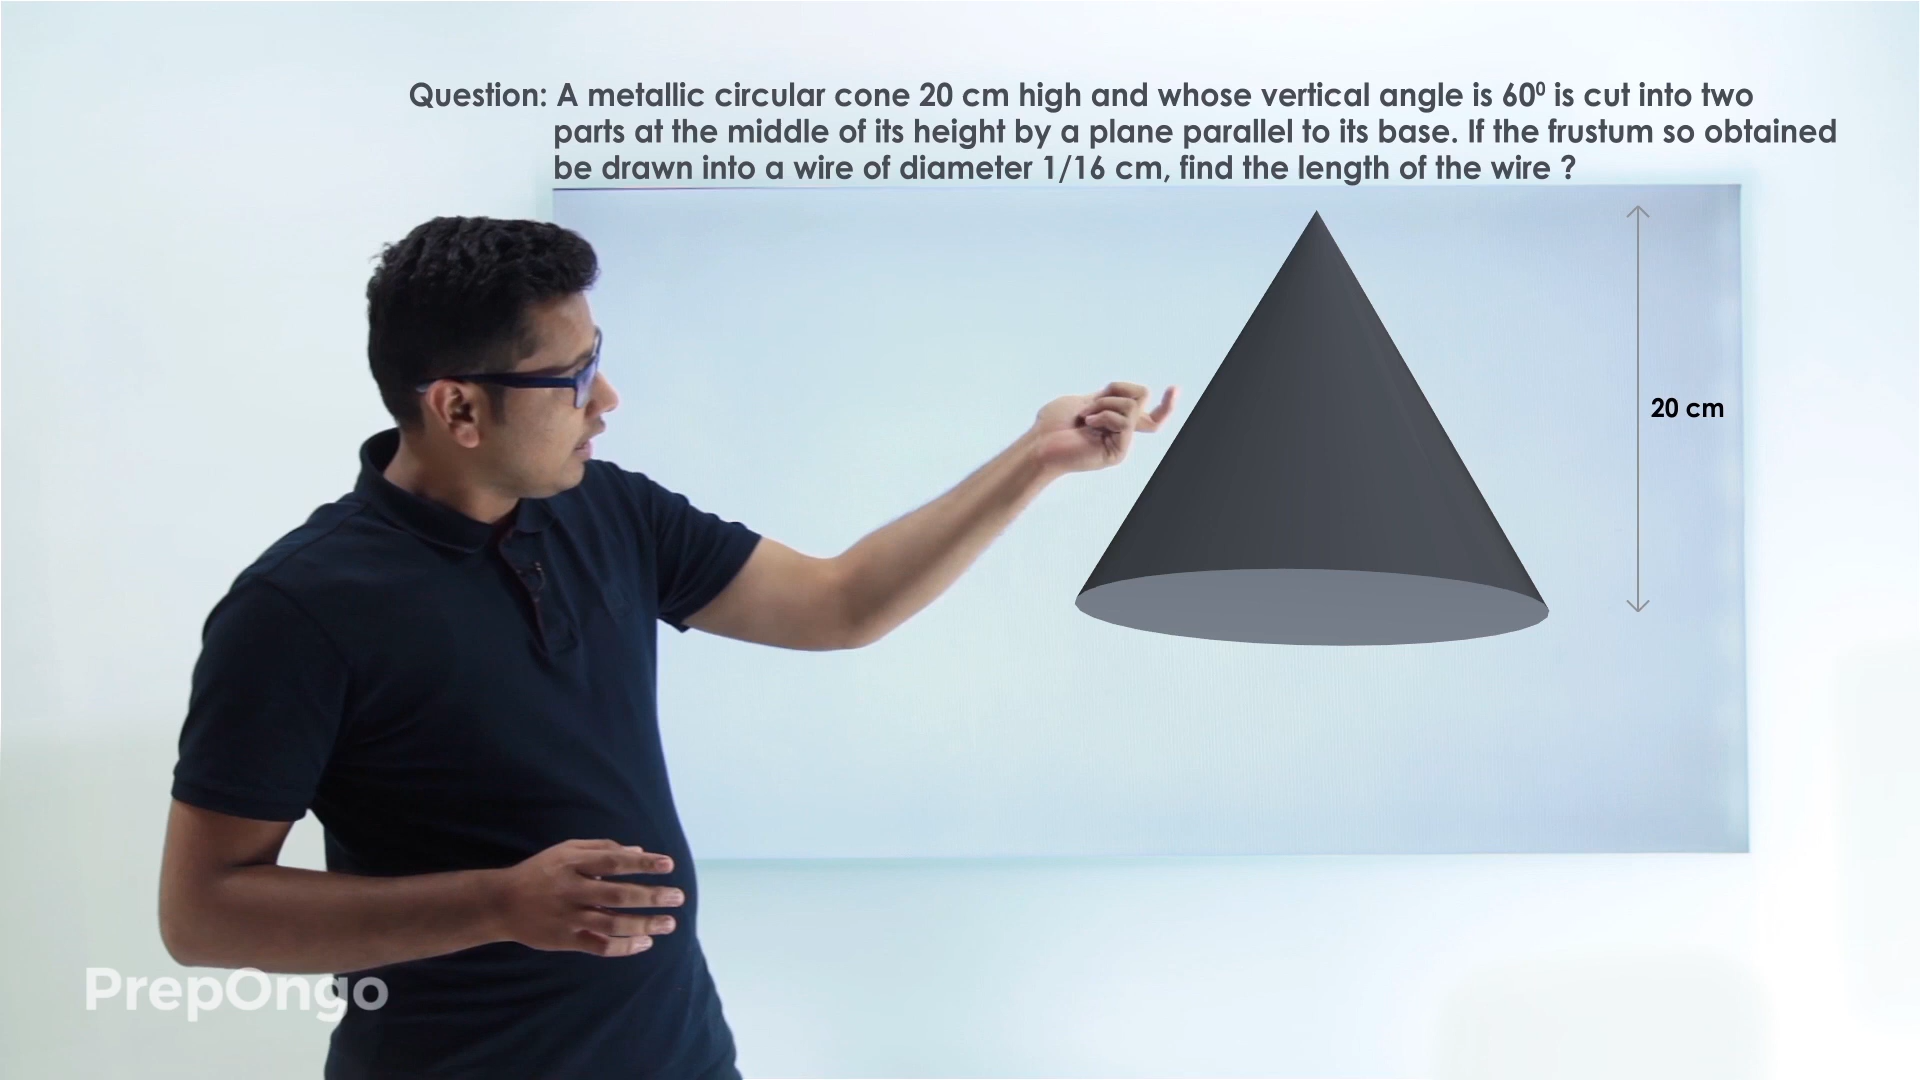 Question: A metallic circular cone 20 cm high and whose vertical angle is 60⁰ is cut into two
parts at the middle of its height by a plane parallel to its base. If the frustum so obtained
be drawn into a wire of diameter 1/16 cm, find the length of the wire ?
20 cm
PrepOngo